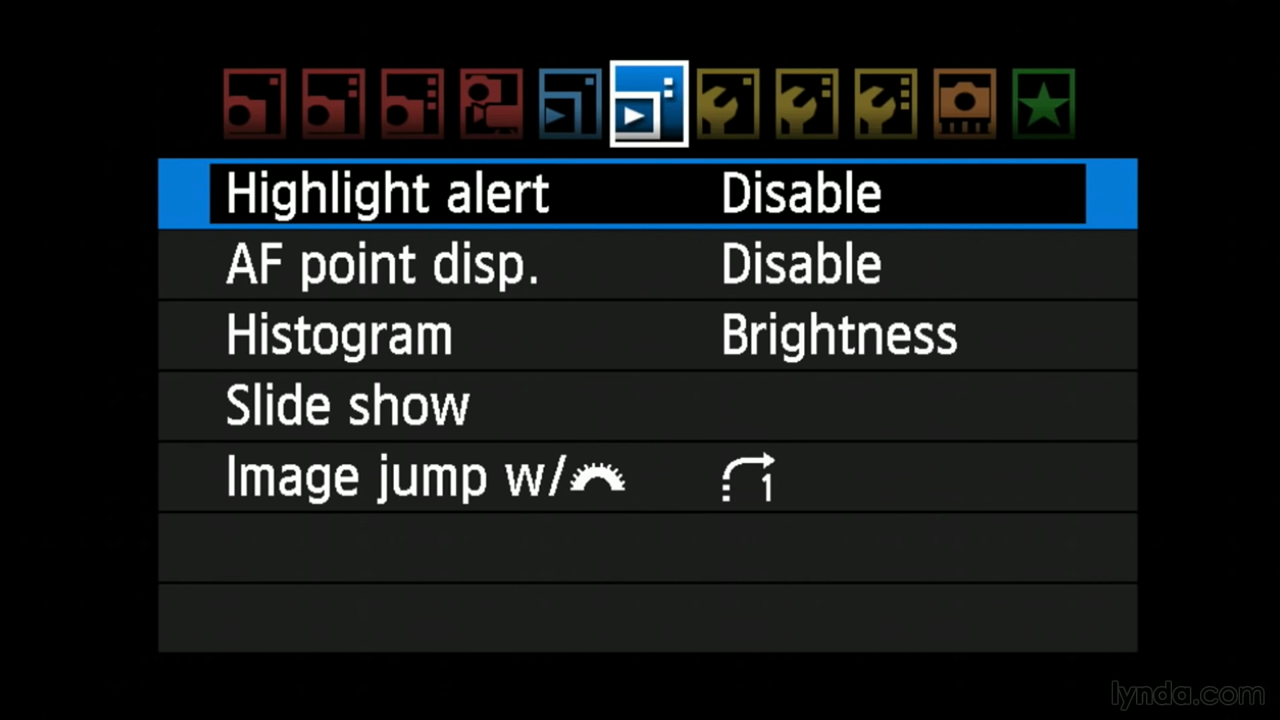 Highlight alert Disable
AF point disp. Disable
Histogram Brightness
Slide show
Image jump w/ 1
lynda.com